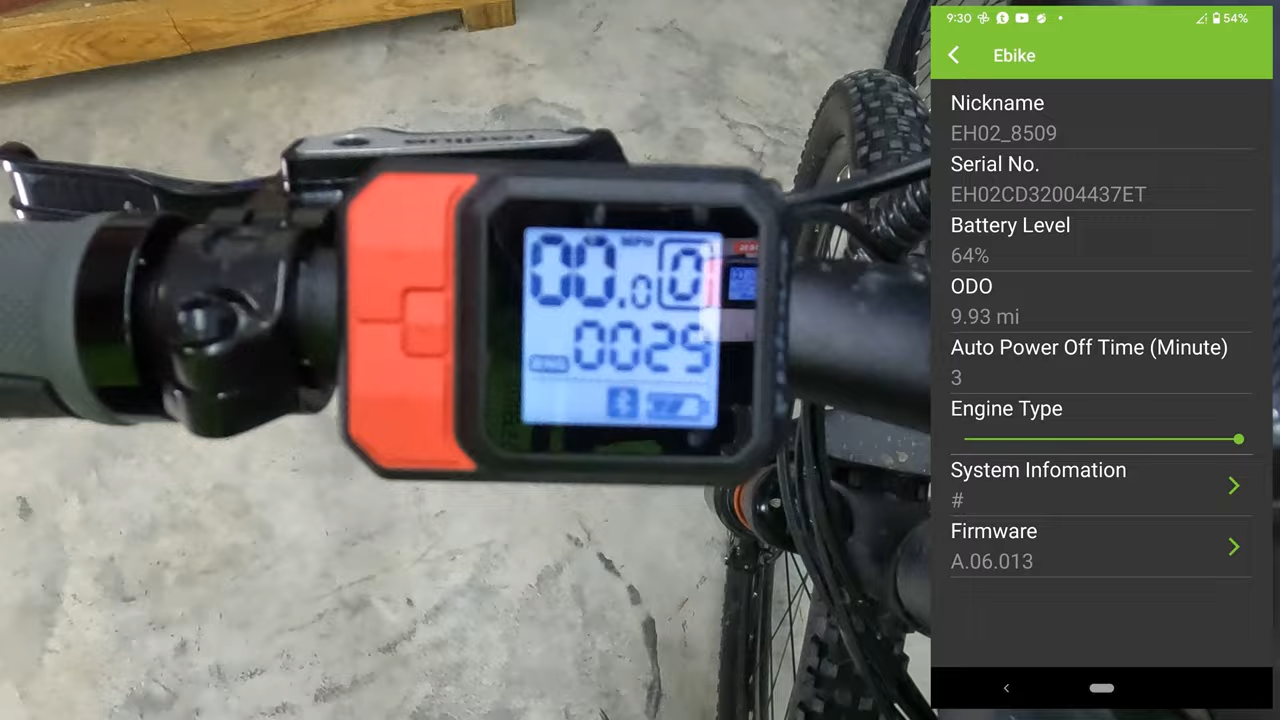 00.0 0
0029
RNG
9:30 54%
Ebike
Nickname
EH02_8509
Serial No.
EH02CD32004437ET
Battery Level
64%
ODO
9.93 mi
Auto Power Off Time (Minute)
3
Engine Type
System Infomation
#
Firmware
A.06.013